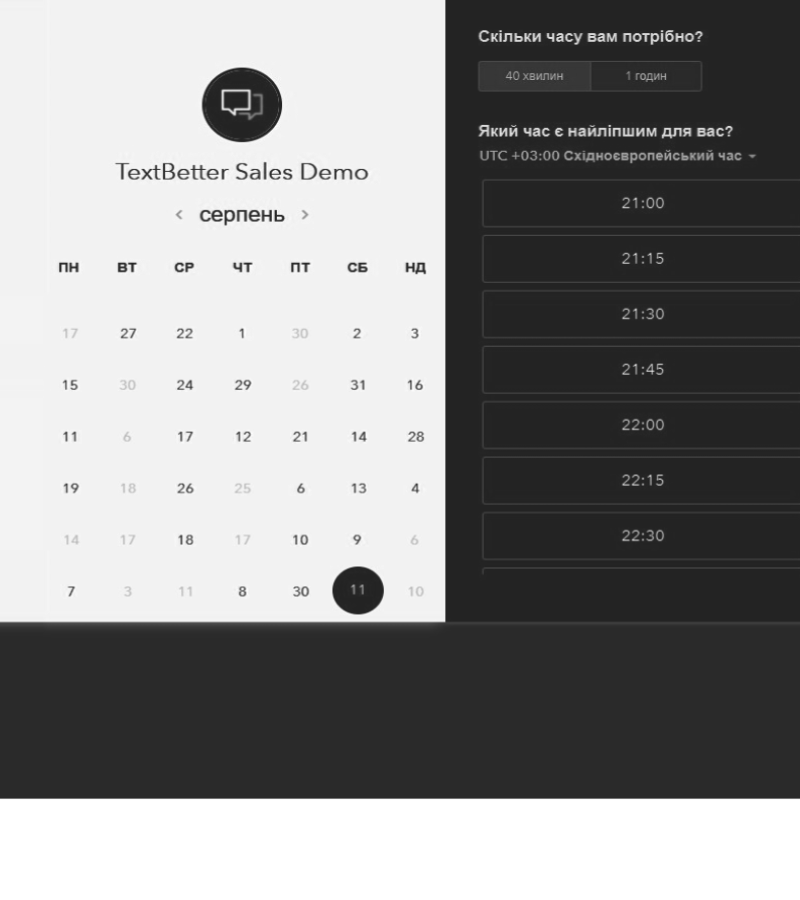 TextBetter Sales Demo
< серпень >
ПН ВТ СР ЧТ ПТ СБ НД
17 27 22 1 30 2 3
15 30 24 29 26 31 16
11 6 17 12 21 14 28
19 18 26 25 6 13 4
14 17 18 17 10 9 6
7 3 11 8 30 11 10
Скільки часу вам потрібно?
40 хвилин 1 годин
Який час є найліпшим для вас?
UTC +03:00 Східноєвропейський час
21:00
21:15
21:30
21:45
22:00
22:15
22:30